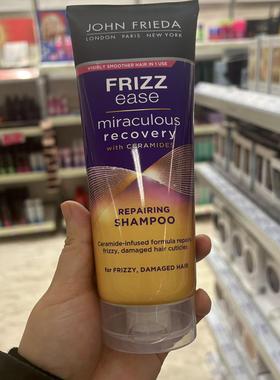 JOHN FRIEDA
LONDON PARIS NEW YORK
VISIBLY SMOOTHER HAIR IN 1 USE
FRIZZ
ease
miraculous
recovery
with CERAMIDES
REPAIRING
SHAMPOO
Ceramide-infused formula repairs
frizzy, damaged hair cuticles
for FRIZZY, DAMAGED HAIR